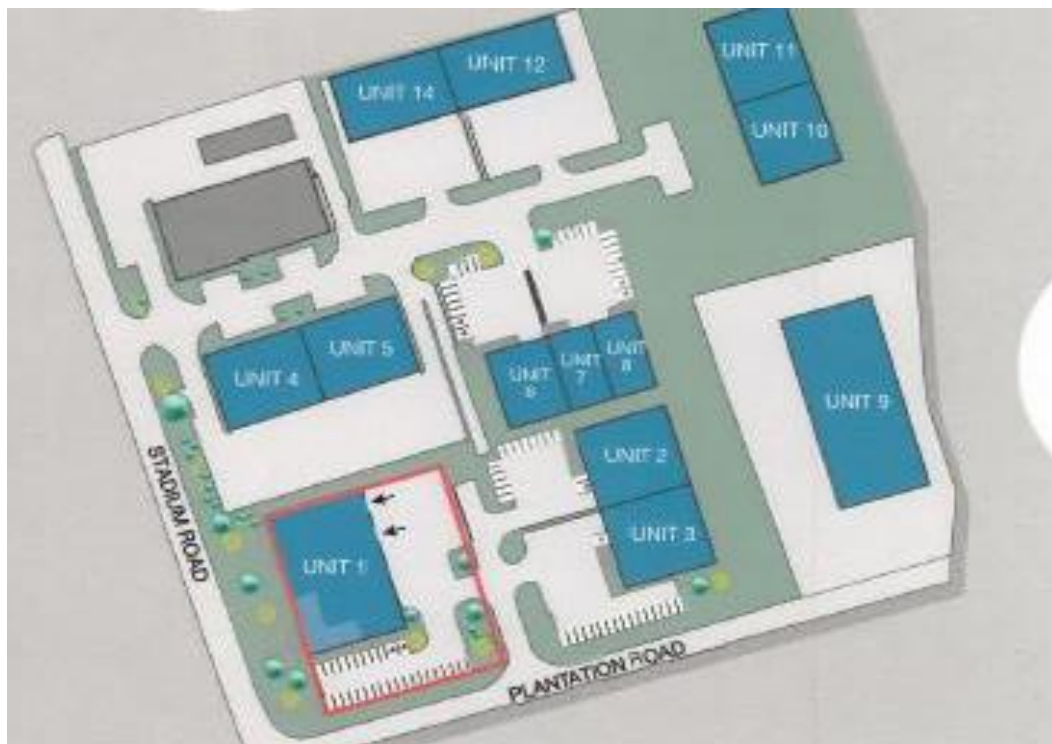 UNIT 11
UNIT 12
UNIT 14
UNIT 10
UNIT 5
UNIT 4
UNIT
8
UNIT
7
UNIT
6
UNIT 9
UNIT 2
UNIT 3
UNIT 1
STADIUM ROAD
PLANTATION ROAD